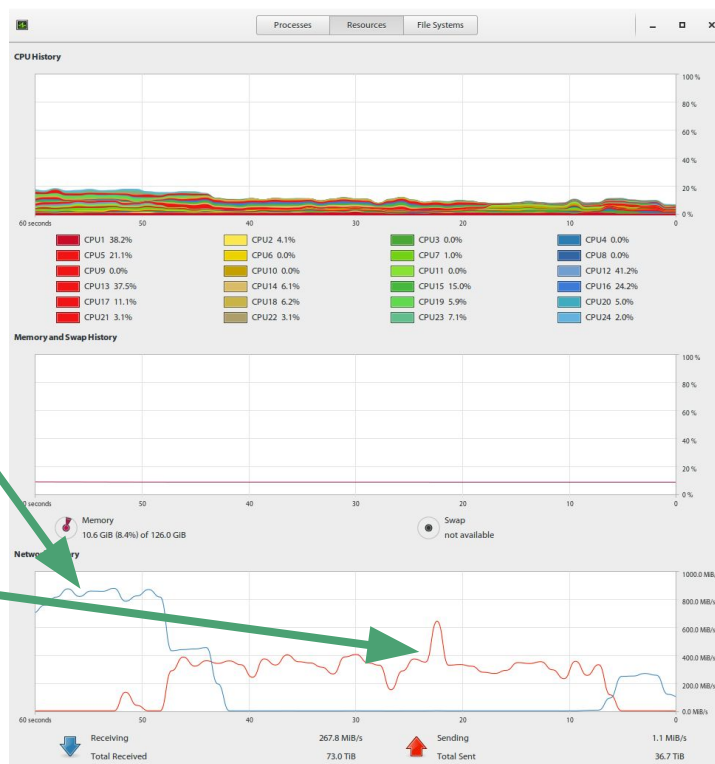 Processes Resources File Systems
CPU History
100 %
80 %
60 %
40 %
20 %
0 %
60 seconds 50 40 30 20 10 0
CPU1 38.2% CPU2 4.1% CPU3 0.0% CPU4 0.0%
CPU5 21.1% CPU6 0.0% CPU7 1.0% CPU8 0.0%
CPU9 0.0% CPU10 0.0% CPU11 0.0% CPU12 41.2%
CPU13 37.5% CPU14 6.1% CPU15 15.0% CPU16 24.2%
CPU17 11.1% CPU18 6.2% CPU19 5.9% CPU20 5.0%
CPU21 3.1% CPU22 3.1% CPU23 7.1% CPU24 2.0%
Memory and Swap History
100 %
80 %
60 %
40 %
20 %
0 %
seconds 50 40 30 20 10 0
Memory Swap
10.6 GiB (8.4%) of 126.0 GiB not available
1000.0 MiB/s
800.0 MiB/s
600.0 MiB/s
400.0 MiB/s
200.0 MiB/s
0.0 MiB/s
60 seconds 50 40 30 20 10 0
Receiving 267.8 MiB/s Sending 1.1 MiB/s
Total Received 73.0 TiB Total Sent 36.7 TiB